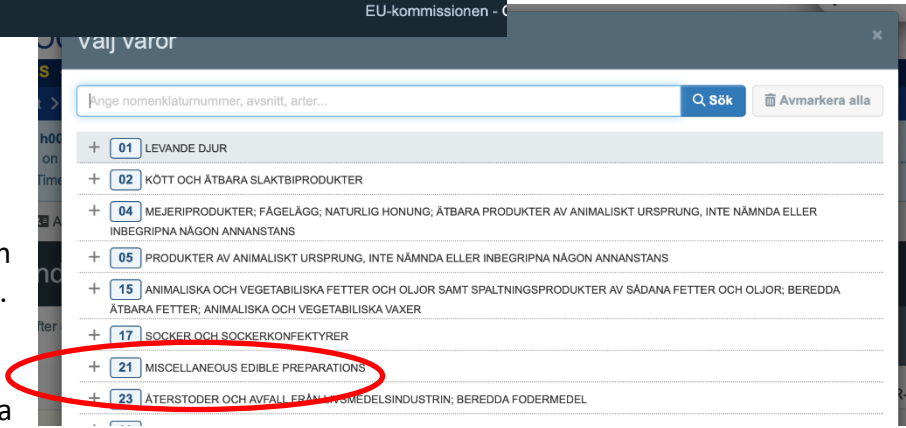 EU-kommissionen -
Välj varor
×
Ange nomenklaturnummer, avsnitt, arter...
Sök
Avmarkera alla
+ 01 LEVANDE DJUR
+ 02 KÖTT OCH ÄTBARA SLAKTBIPRODUKTER
+ 04 MEJERIPRODUKTER; FÅGELÄGG; NATURLIG HONUNG; ÄTBARA PRODUKTER AV ANIMALISKT URSPRUNG, INTE NÄMNDA ELLER
INBEGRIPNA NÅGON ANNANSTANS
+ 05 PRODUKTER AV ANIMALISKT URSPRUNG, INTE NÄMNDA ELLER INBEGRIPNA NÅGON ANNANSTANS
+ 15 ANIMALISKA OCH VEGETABILISKA FETTER OCH OLJOR SAMT SPALTNINGSPRODUKTER AV SÅDANA FETTER OCH OLJOR; BEREDDA
ÄTBARA FETTER; ANIMALISKA OCH VEGETABILISKA VAXER
+ 17 SOCKER OCH SOCKERKONFEKTYRER
+ 21 MISCELLANEOUS EDIBLE PREPARATIONS
+ 23 ÅTERSTODER OCH AVFALL FRÅN LIVSMEDELSINDUSTRIN; BEREDDA FODERMEDEL